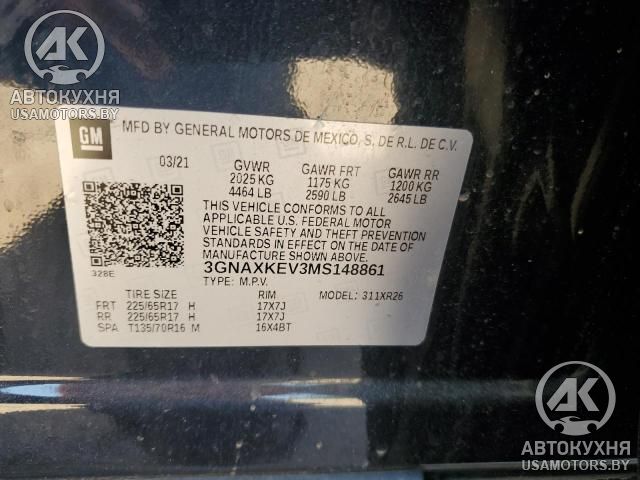 АВТОКУХНЯ
USAMOTORS.BY
GM
MFD BY GENERAL MOTORS DE MEXICO, S. DE R.L. DE C.V.
03/21 GVWR GAWR FRT GAWR RR
2025 KG 1175 KG 1200 KG
4464 LB 2590 LB 2645 LB
THIS VEHICLE CONFORMS TO ALL
APPLICABLE U.S. FEDERAL MOTOR
VEHICLE SAFETY AND THEFT PREVENTION
STANDARDS IN EFFECT ON THE DATE OF
MANUFACTURE SHOWN ABOVE.
328E
3GNAXKEV3MS148861
TYPE: M.P.V.
TIRE SIZE RIM MODEL: 311XR26
FRT 225/65R17 H 17X7J
RR 225/65R17 H 17X7J
SPA T135/70R16 M 16X4BT
АВТОКУХНЯ
USAMOTORS.BY